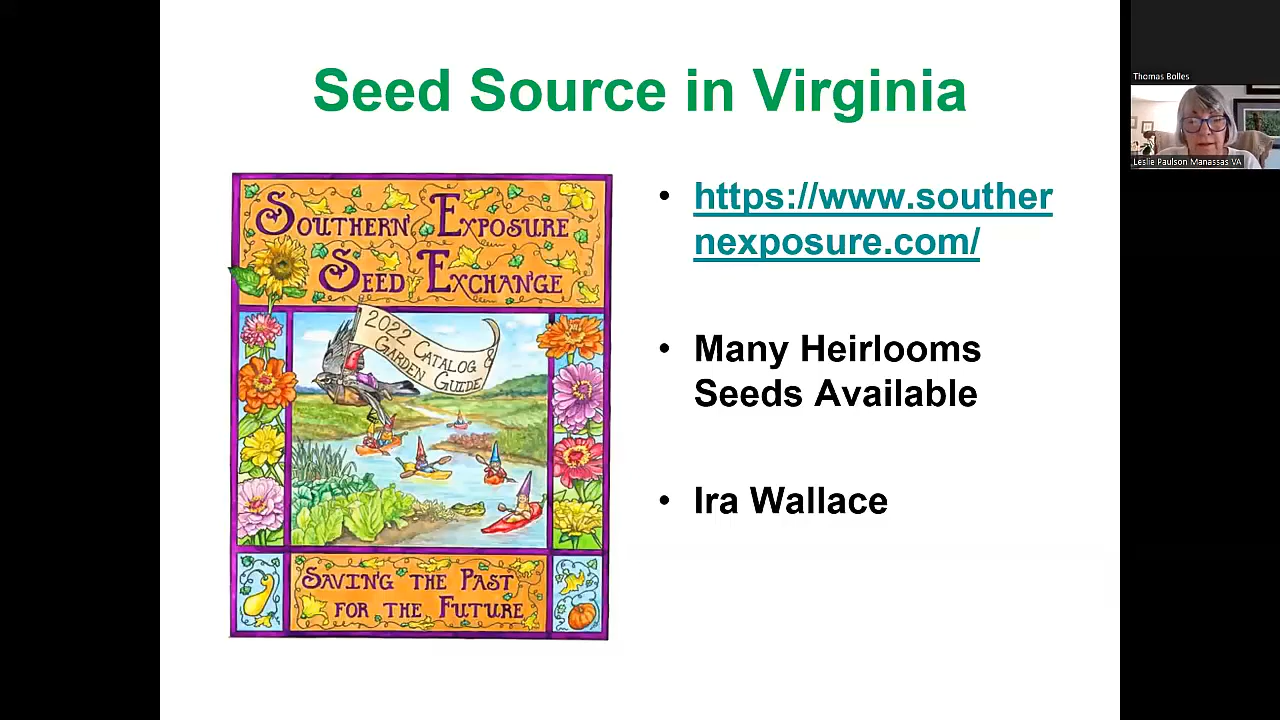 Seed Source in Virginia
SOUTHERN EXPOSURE
SEED EXCHANGE
2022 CATALOG &
GARDEN GUIDE
SAVING THE PAST
FOR THE FUTURE
• https://www.souther
nexposure.com/
• Many Heirlooms
Seeds Available
• Ira Wallace
Thomas Bolles
Leslie Paulson Manassas VA